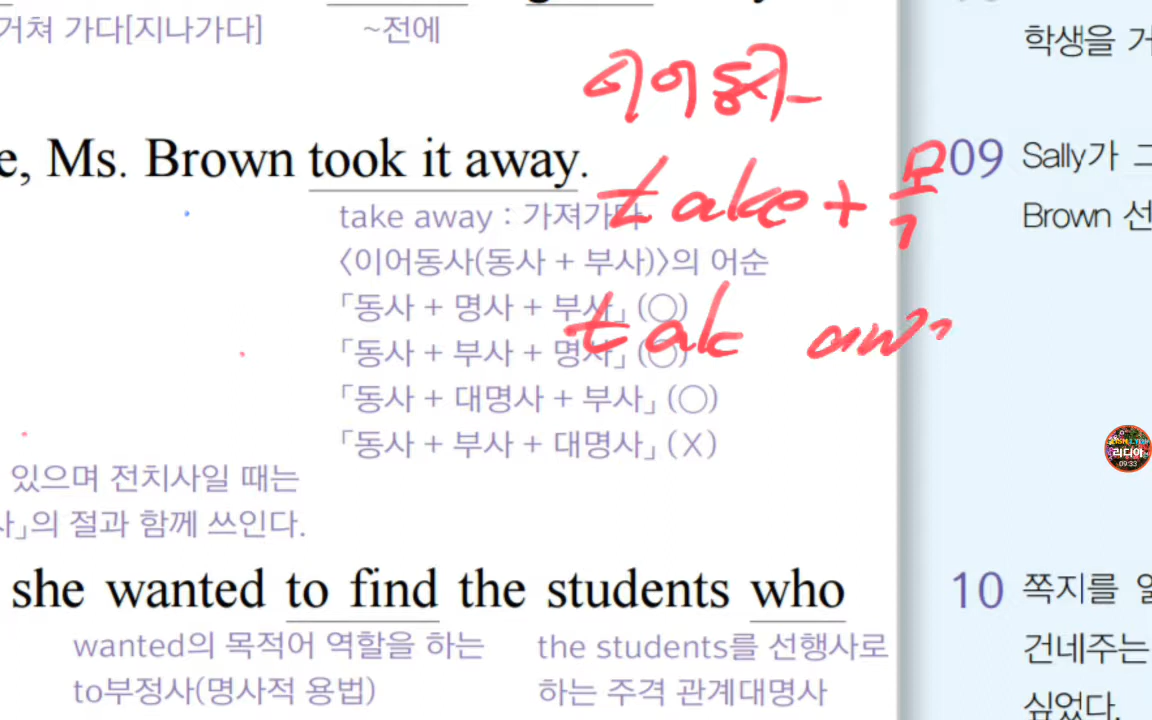 거쳐 가다[지나가다] ~전에
학생을 거
이어동사
e, Ms. Brown took it away.
take +
09 Sally가 그
Brown 선
take away : 가져가다
<이어동사(동사 + 부사)>의 어순
「동사 + 명사 + 부사」 (○)
「동사 + 부사 + 명사」 (○)
tak
「동사 + 대명사 + 부사」 (○)
「동사 + 부사 + 대명사」 (X)
리디아
09:33
있으며 전치사일 때는
사」의 절과 함께 쓰인다.
she wanted to find the students who
wanted의 목적어 역할을 하는
to부정사(명사적 용법)
the students를 선행사로
하는 주격 관계대명사
10 쪽지를 잃
건네주는
싶었다.